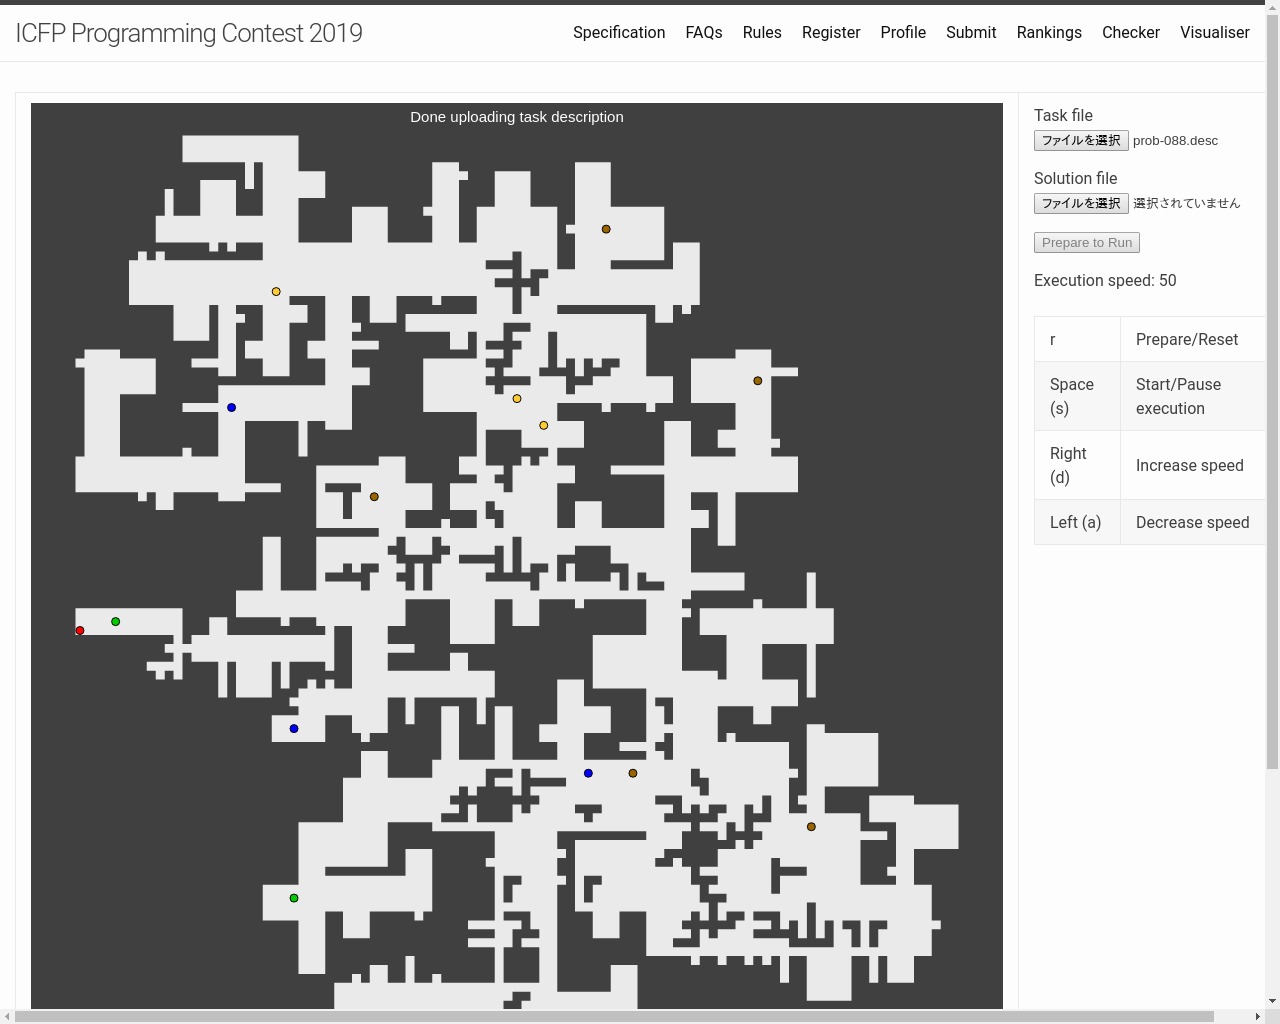 ICFP Programming Contest 2019
Specification FAQs Rules Register Profile Submit Rankings Checker Visualiser
Done uploading task description
Task file
ファイルを選択 prob-088.desc
Solution file
ファイルを選択 選択されていません
Prepare to Run
Execution speed: 50
r Prepare/Reset
Space (s) Start/Pause execution
Right (d) Increase speed
Left (a) Decrease speed